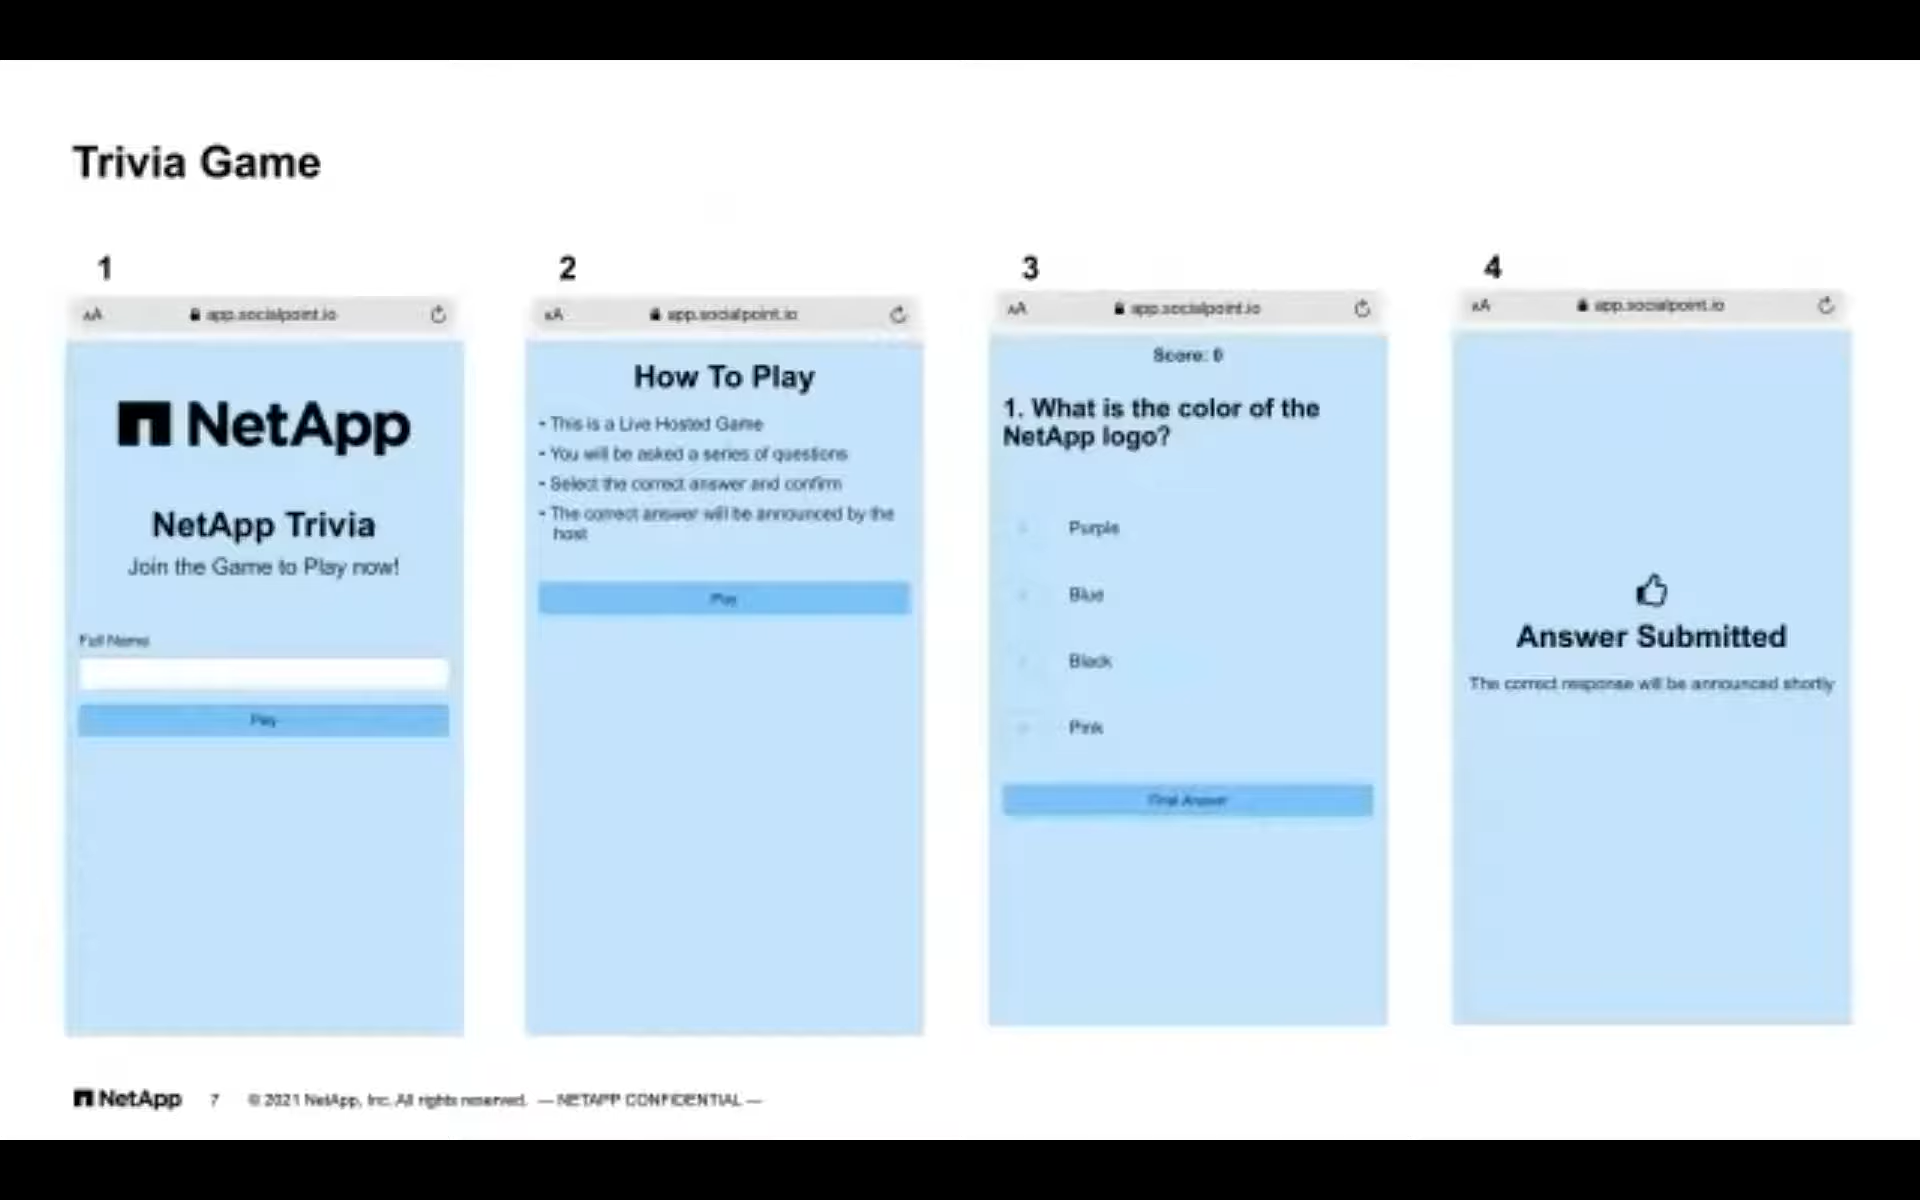 Trivia Game
1
AA app.socialpoint.io
NetApp
NetApp Trivia
Join the Game to Play now!
Full Name
Play
2
AA app.socialpoint.io
How To Play
• This is a Live Hosted Game
• You will be asked a series of questions
• Select the correct answer and confirm
• The correct answer will be announced by the
host
Play
3
AA app.socialpoint.io
Score: 0
1. What is the color of the
NetApp logo?
Purple
Blue
Black
Pink
Final Answer
4
AA app.socialpoint.io
Answer Submitted
The correct response will be announced shortly
NetApp 7 © 2021 NetApp, Inc. All rights reserved. — NETAPP CONFIDENTIAL —